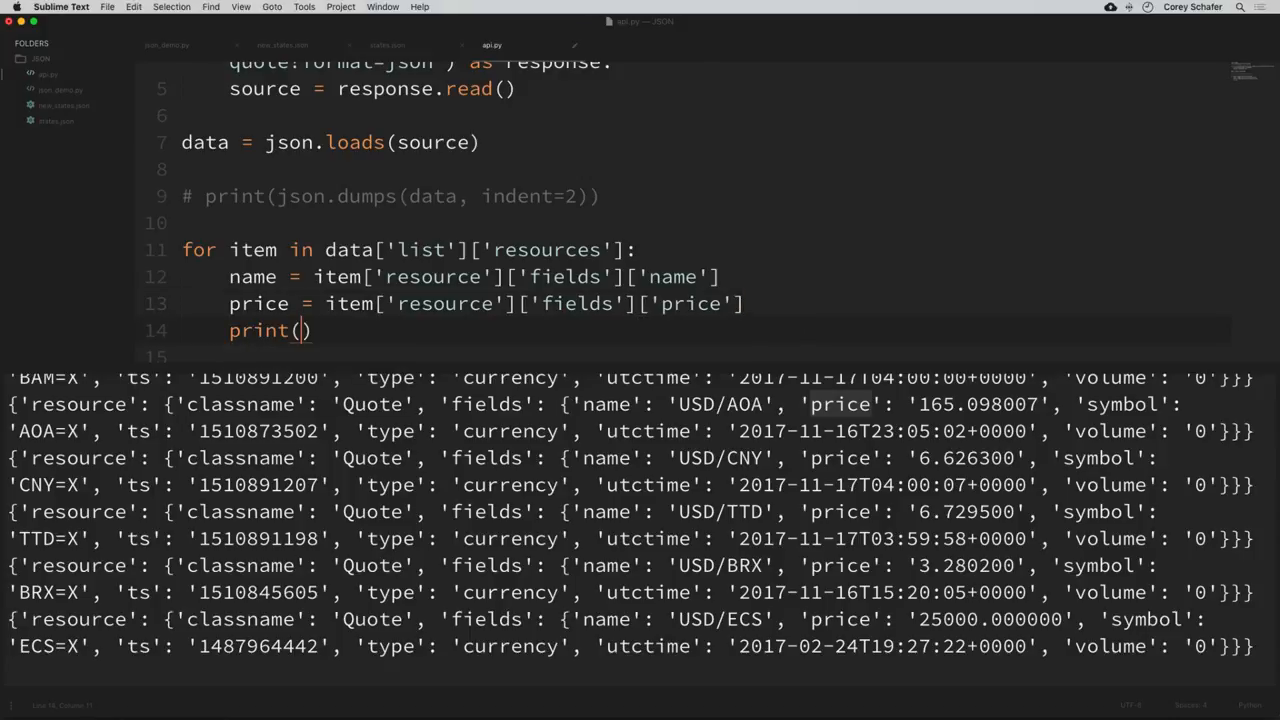 Sublime Text File Edit Selection Find View Goto Tools Project Window Help Corey Schafer
api.py —
FOLDERS
JSON
api.py
json_demo.py
new_states.json
states.json
json_demo.py new_states.json states.json api.py
quote?format=json") as response:
5 source = response.read()
6
7 data = json.loads(source)
8
9 # print(json.dumps(data, indent=2))
10
11 for item in data['list']['resources']:
12 name = item['resource']['fields']['name']
13 price = item['resource']['fields']['price']
14 print()
15
'BAM=X', 'ts': '1510891200', 'type': 'currency', 'utctime': '2017-11-17T04:00:00+0000', 'volume': '0'}}}
{'resource': {'classname': 'Quote', 'fields': {'name': 'USD/AOA', 'price': '165.098007', 'symbol':
'AOA=X', 'ts': '1510873502', 'type': 'currency', 'utctime': '2017-11-16T23:05:02+0000', 'volume': '0'}}}
{'resource': {'classname': 'Quote', 'fields': {'name': 'USD/CNY', 'price': '6.626300', 'symbol':
'CNY=X', 'ts': '1510891207', 'type': 'currency', 'utctime': '2017-11-17T04:00:07+0000', 'volume': '0'}}}
{'resource': {'classname': 'Quote', 'fields': {'name': 'USD/TTD', 'price': '6.729500', 'symbol':
'TTD=X', 'ts': '1510891198', 'type': 'currency', 'utctime': '2017-11-17T03:59:58+0000', 'volume': '0'}}}
{'resource': {'classname': 'Quote', 'fields': {'name': 'USD/BRX', 'price': '3.280200', 'symbol':
'BRX=X', 'ts': '1510845605', 'type': 'currency', 'utctime': '2017-11-16T15:20:05+0000', 'volume': '0'}}}
{'resource': {'classname': 'Quote', 'fields': {'name': 'USD/ECS', 'price': '25000.000000', 'symbol':
'ECS=X', 'ts': '1487964442', 'type': 'currency', 'utctime': '2017-02-24T19:27:22+0000', 'volume': '0'}}}
Column 11 UTF-8 Python